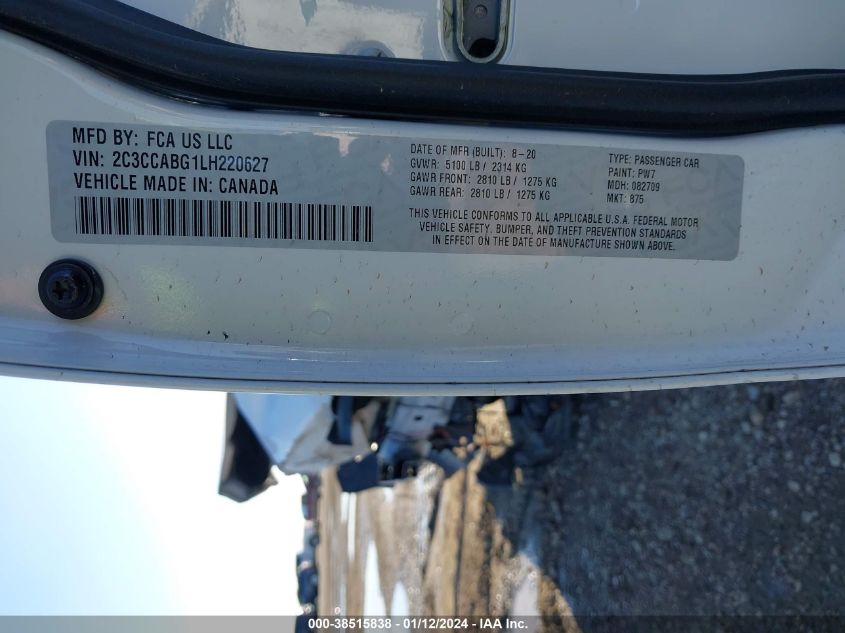 MFD BY: FCA US LLC
VIN: 2C3CCABG1LH220627
VEHICLE MADE IN: CANADA
DATE OF MFR (BUILT): 8-20
GVWR: 5100 LB / 2314 KG
GAWR FRONT: 2810 LB / 1275 KG
GAWR REAR: 2810 LB / 1275 KG
TYPE: PASSENGER CAR
PAINT: PW7
MDH: 082709
MKT: 875
THIS VEHICLE CONFORMS TO ALL APPLICABLE U.S.A. FEDERAL MOTOR
VEHICLE SAFETY, BUMPER, AND THEFT PREVENTION STANDARDS
IN EFFECT ON THE DATE OF MANUFACTURE SHOWN ABOVE.
000-38515838 - 01/12/2024 - IAA Inc.